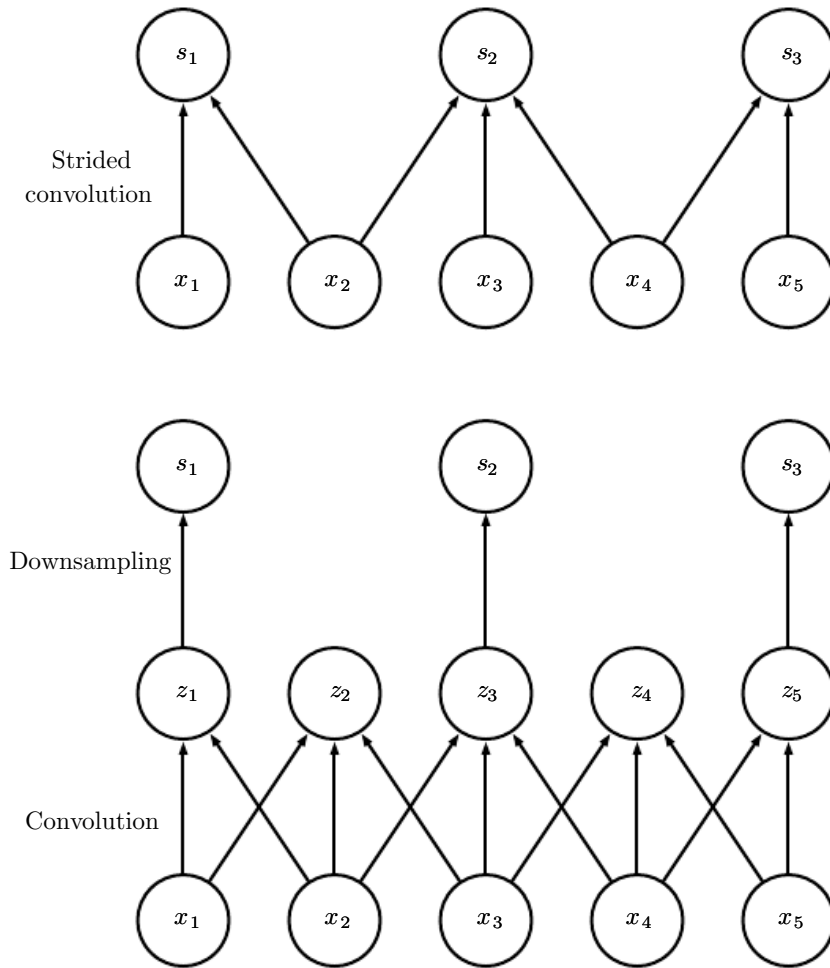 s₁ s₂ s₃
Strided
convolution
x₁ x₂ x₃ x₄ x₅
s₁ s₂ s₃
Downsampling
z₁ z₂ z₃ z₄ z₅
Convolution
x₁ x₂ x₃ x₄ x₅